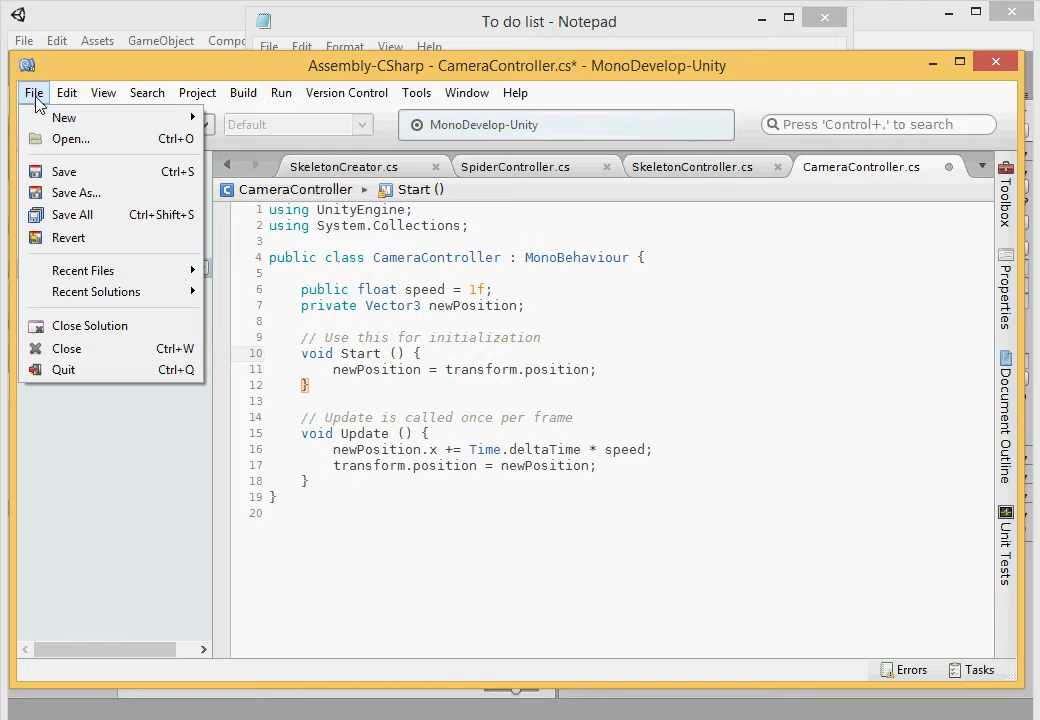 To do list - Notepad
File Edit Assets GameObject Compo
File Edit Format View Help
Assembly-CSharp - CameraController.cs* - MonoDevelop-Unity
File Edit View Search Project Build Run Version Control Tools Window Help
Default
MonoDevelop-Unity
Press 'Control+,' to search
New
Open... Ctrl+O
Save Ctrl+S
Save As...
Save All Ctrl+Shift+S
Revert
Recent Files
Recent Solutions
Close Solution
Close Ctrl+W
Quit Ctrl+Q
SkeletonCreator.cs SpiderController.cs SkeletonController.cs CameraController.cs
CameraController Start ()
1 using UnityEngine;
2 using System.Collections;
3
4 public class CameraController : MonoBehaviour {
5
6 public float speed = 1f;
7 private Vector3 newPosition;
8
9 // Use this for initialization
10 void Start () {
11 newPosition = transform.position;
12 }
13
14 // Update is called once per frame
15 void Update () {
16 newPosition.x += Time.deltaTime * speed;
17 transform.position = newPosition;
18 }
19 }
20
Toolbox
Properties
Document Outline
Unit Tests
Errors Tasks